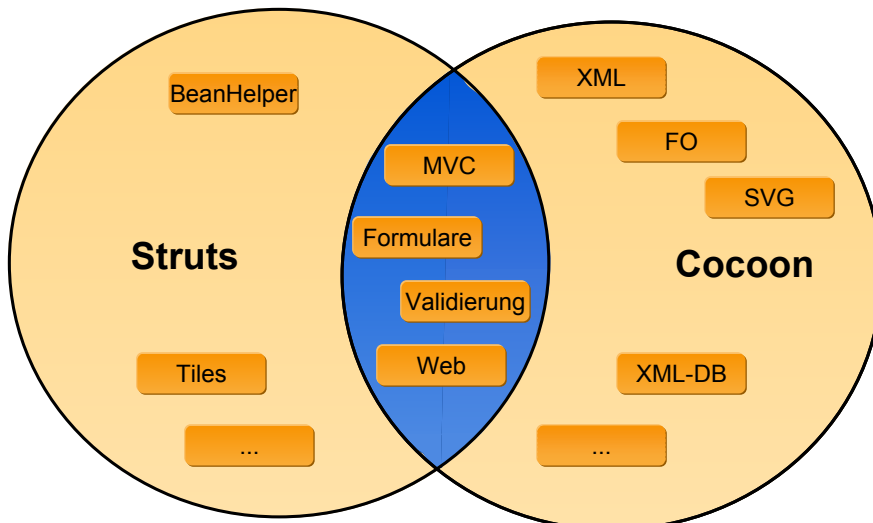 XML
BeanHelper
FO
MVC
SVG
Formulare
Struts
Cocoon
Validierung
Web
Tiles
XML-DB
...
...